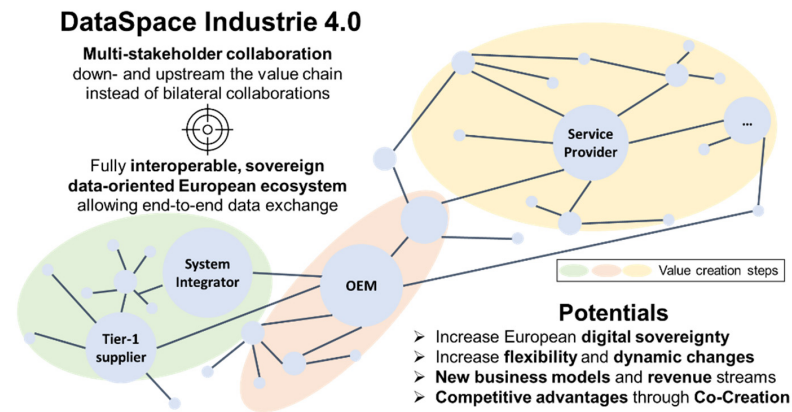 DataSpace Industrie 4.0
Multi-stakeholder collaboration
down- and upstream the value chain
instead of bilateral collaborations
Fully interoperable, sovereign
data-oriented European ecosystem
allowing end-to-end data exchange
Service
Provider
...
System
Integrator
OEM
Tier-1
supplier
Value creation steps
Potentials
➢ Increase European digital sovereignty
➢ Increase flexibility and dynamic changes
➢ New business models and revenue streams
➢ Competitive advantages through Co-Creation